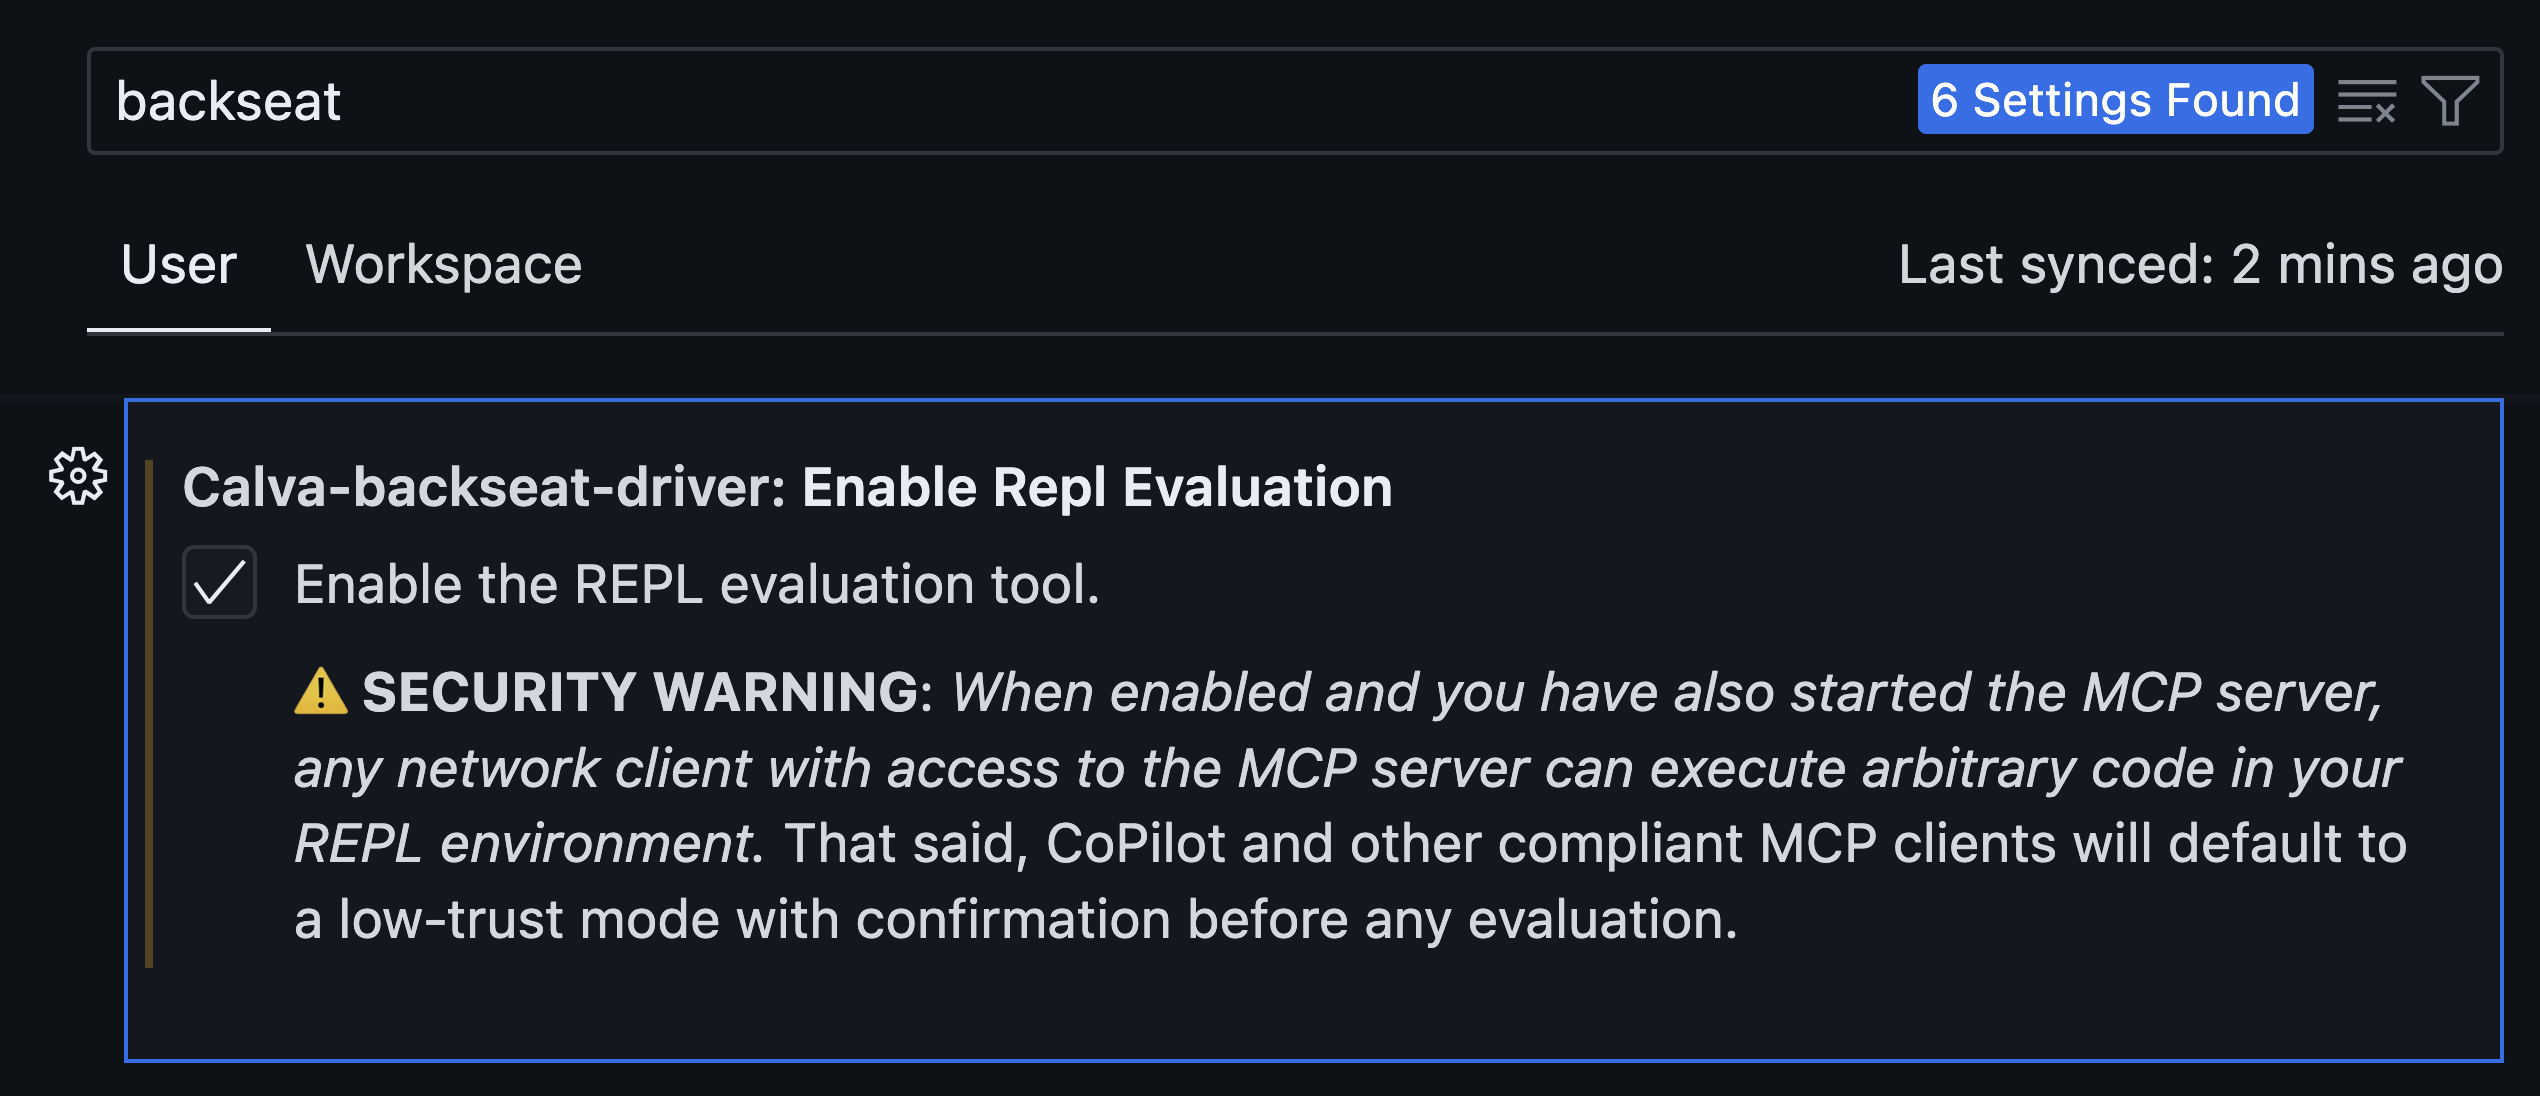 backseat
6 Settings Found
User
Workspace
Last synced: 2 mins ago
Calva-backseat-driver: Enable Repl Evaluation
Enable the REPL evaluation tool.
⚠️ SECURITY WARNING: When enabled and you have also started the MCP server,
any network client with access to the MCP server can execute arbitrary code in your
REPL environment. That said, CoPilot and other compliant MCP clients will default to
a low-trust mode with confirmation before any evaluation.